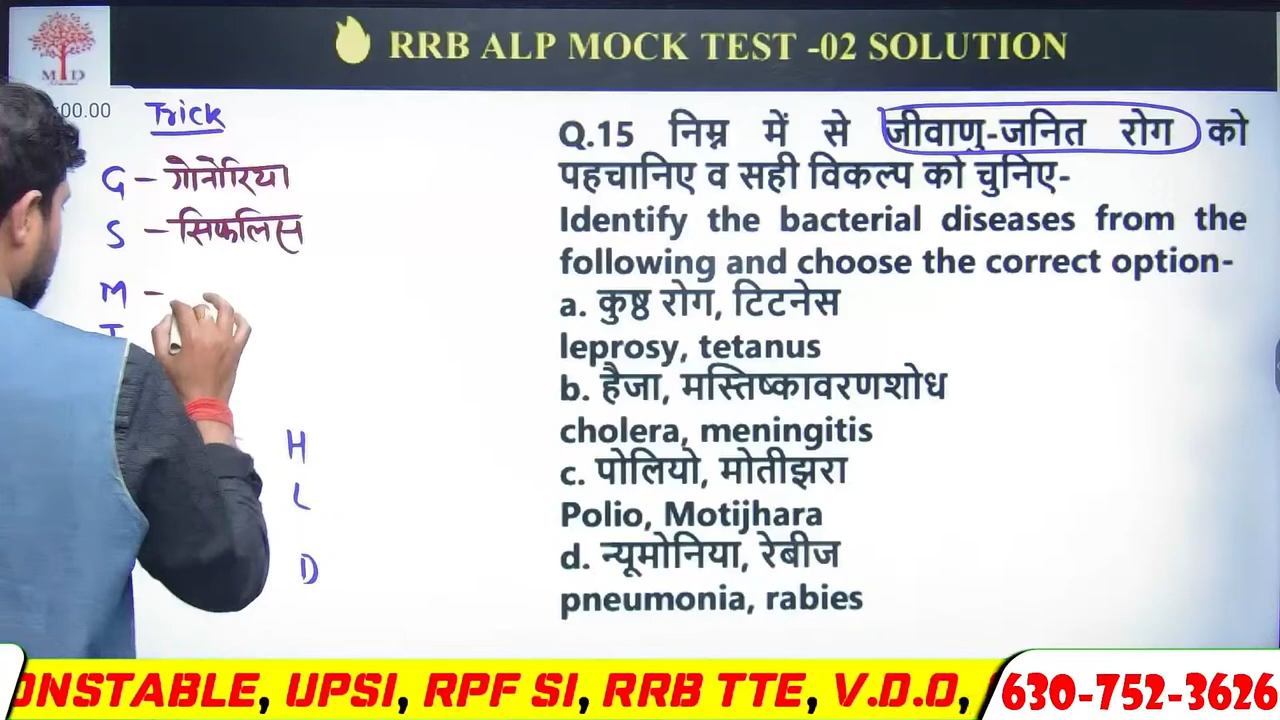 RRB ALP MOCK TEST -02 SOLUTION
M D
:00.00
Trick
G – गोनोरिया
S – सिफलिस
M –
T
H
L
D
Q.15 निम्न में से जीवाणु-जनित रोग को
पहचानिए व सही विकल्प को चुनिए-
Identify the bacterial diseases from the
following and choose the correct option-
a. कुष्ठ रोग, टिटनेस
leprosy, tetanus
b. हैजा, मस्तिष्कावरणशोध
cholera, meningitis
c. पोलियो, मोतीझरा
Polio, Motijhara
d. न्यूमोनिया, रेबीज
pneumonia, rabies
ONSTABLE, UPSI, RPF SI, RRB TTE, V.D.O,
630-752-3626